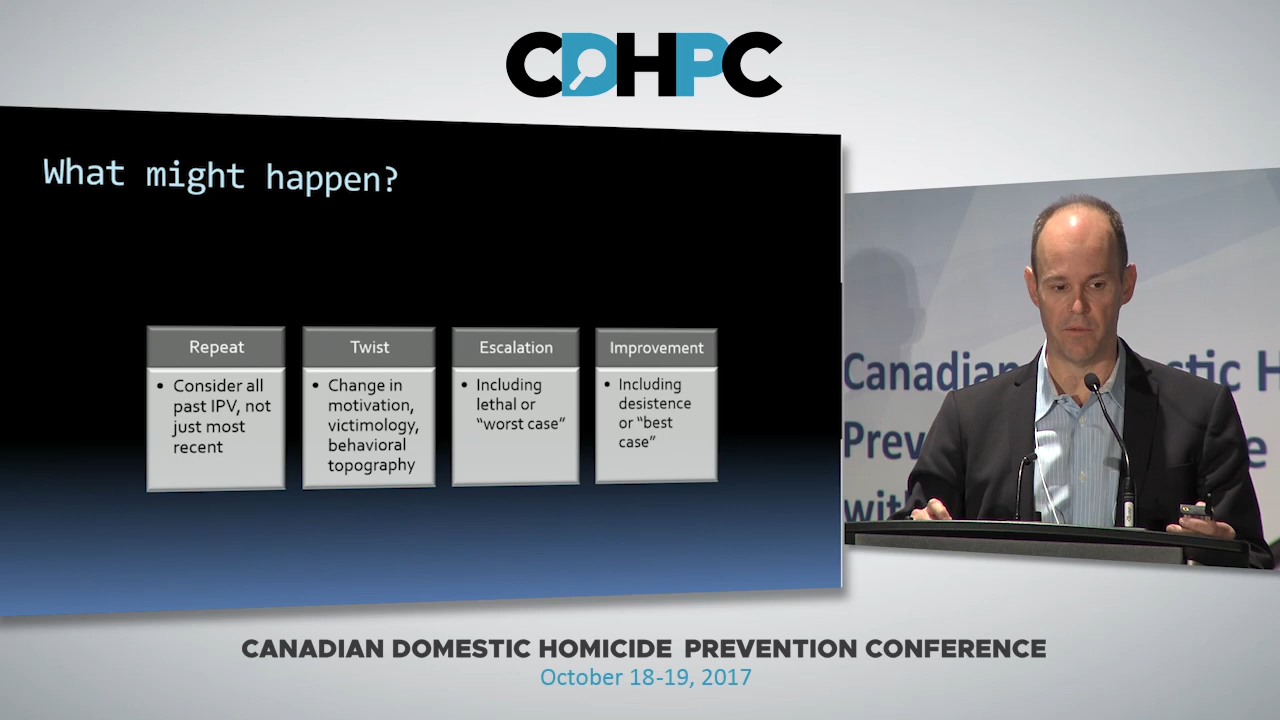 CDHPC
What might happen?
Repeat
• Consider all
past IPV, not
just most
recent
Twist
• Change in
motivation,
victimology,
behavioral
topography
Escalation
• Including
lethal or
“worst case”
Improvement
• Including
desistence
or “best
case”
Canadian stic H
Prev e
with
CANADIAN DOMESTIC HOMICIDE PREVENTION CONFERENCE
October 18-19, 2017